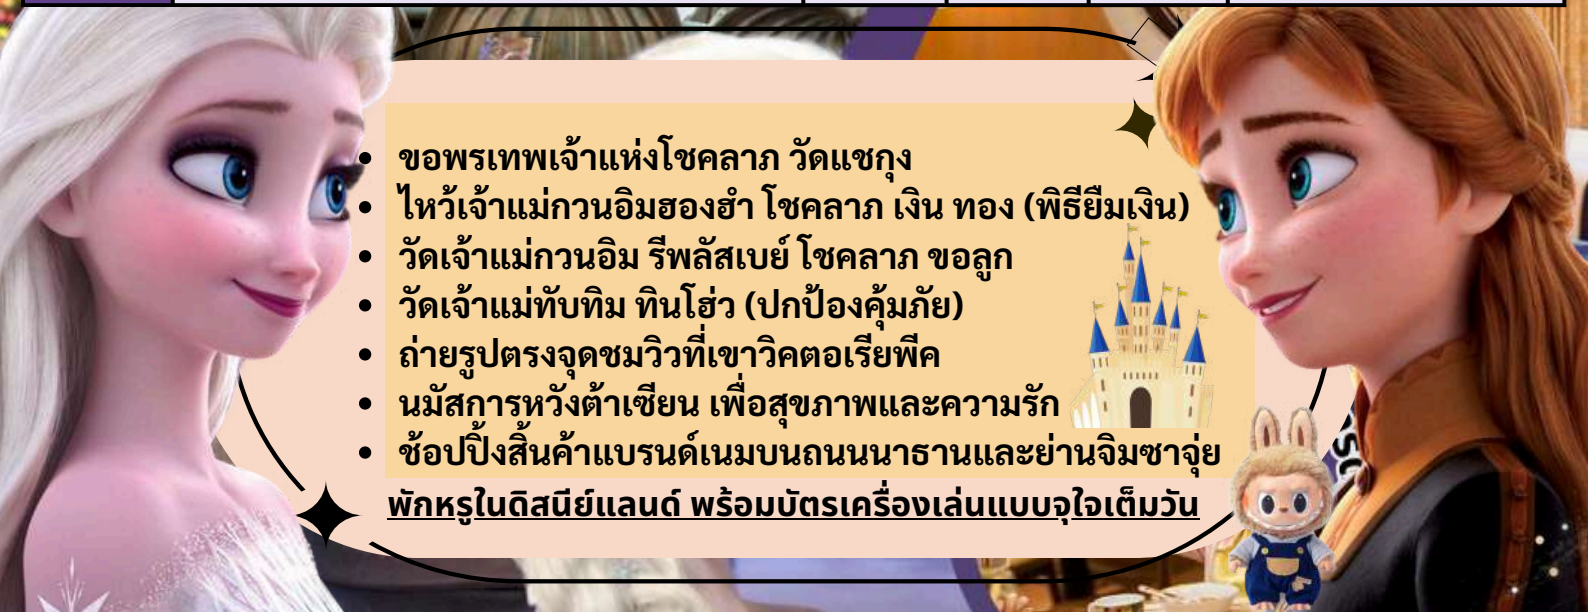 • ขอพรเทพเจ้าแห่งโชคลาภ วัดแชกุง
• ไหว้เจ้าแม่กวนอิมฮองฮำ โชคลาภ เงิน ทอง (พิธียืมเงิน)
• วัดเจ้าแม่กวนอิม รีพลัสเบย์ โชคลาภ ขอลูก
• วัดเจ้าแม่ทับทิม ทินโฮ่ว (ปกป้องคุ้มภัย)
• ถ่ายรูปตรงจุดชมวิวที่เขาวิคตอเรียพีค
• นมัสการหวังต้าเซียน เพื่อสุขภาพและความรัก
• ช้อปปิ้งสิ้นค้าแบรนด์เนมบนถนนนาธานและย่านจิมซาจุ่ย
พักหรูในดิสนีย์แลนด์ พร้อมบัตรเครื่องเล่นแบบจุใจเต็มวัน